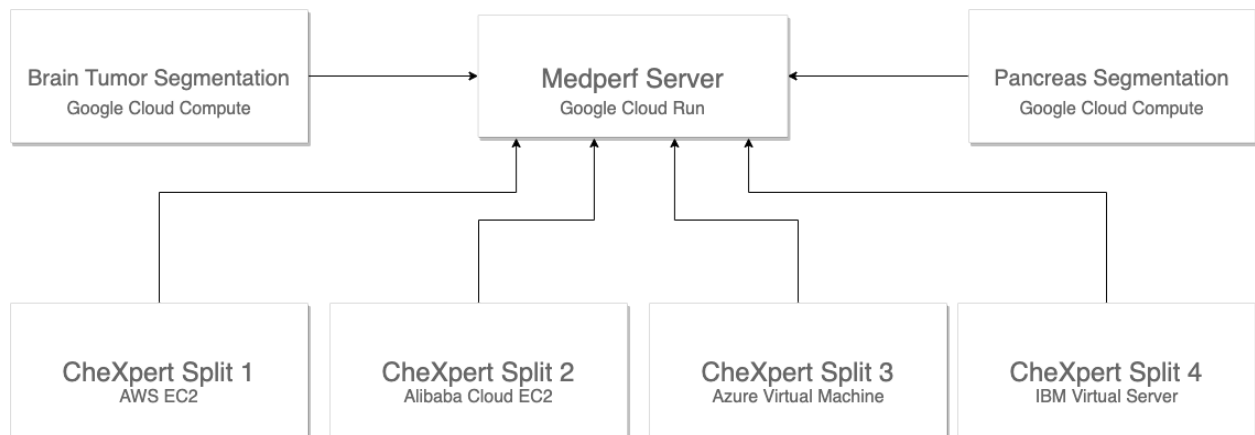 Brain Tumor Segmentation
Google Cloud Compute
Medperf Server
Google Cloud Run
Pancreas Segmentation
Google Cloud Compute
CheXpert Split 1
AWS EC2
CheXpert Split 2
Alibaba Cloud EC2
CheXpert Split 3
Azure Virtual Machine
CheXpert Split 4
IBM Virtual Server